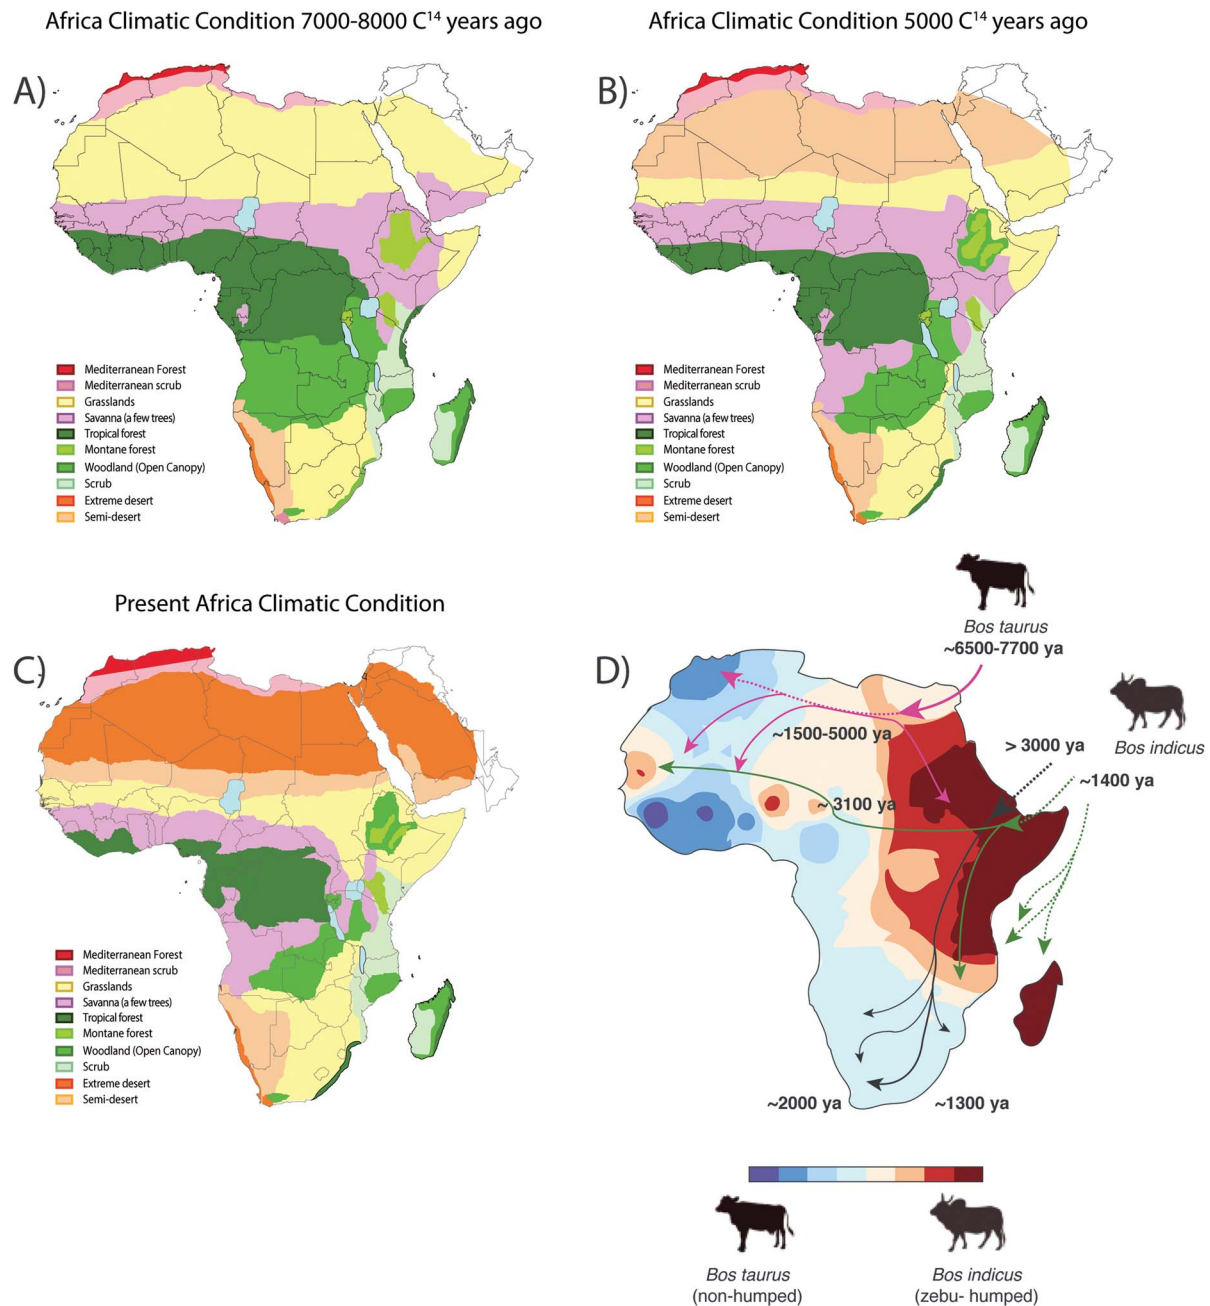 Africa Climatic Condition 7000-8000 C¹⁴ years ago
Africa Climatic Condition 5000 C¹⁴ years ago
A)
Mediterranean Forest
Mediterranean scrub
Grasslands
Savanna (a few trees)
Tropical forest
Montane forest
Woodland (Open Canopy)
Scrub
Extreme desert
Semi-desert
B)
Mediterranean Forest
Mediterranean scrub
Grasslands
Savanna (a few trees)
Tropical forest
Montane forest
Woodland (Open Canopy)
Scrub
Extreme desert
Semi-desert
Present Africa Climatic Condition
C)
Mediterranean Forest
Mediterranean scrub
Grasslands
Savanna (a few trees)
Tropical forest
Montane forest
Woodland (Open Canopy)
Scrub
Extreme desert
Semi-desert
D)
Bos taurus
~6500-7700 ya
Bos indicus
~1500-5000 ya
> 3000 ya
~1400 ya
~ 3100 ya
~2000 ya
~1300 ya
Bos taurus
(non-humped)
Bos indicus
(zebu- humped)